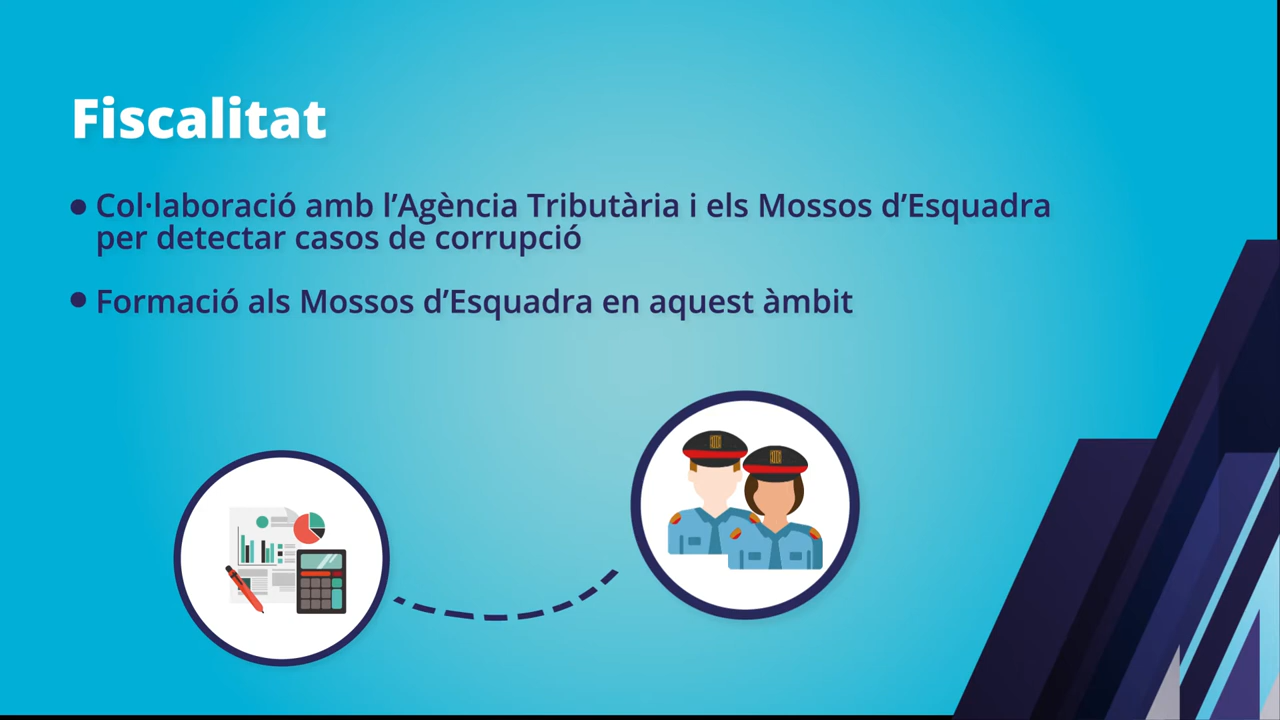 Fiscalitat
• Col·laboració amb l’Agència Tributària i els Mossos d’Esquadra
per detectar casos de corrupció
• Formació als Mossos d’Esquadra en aquest àmbit